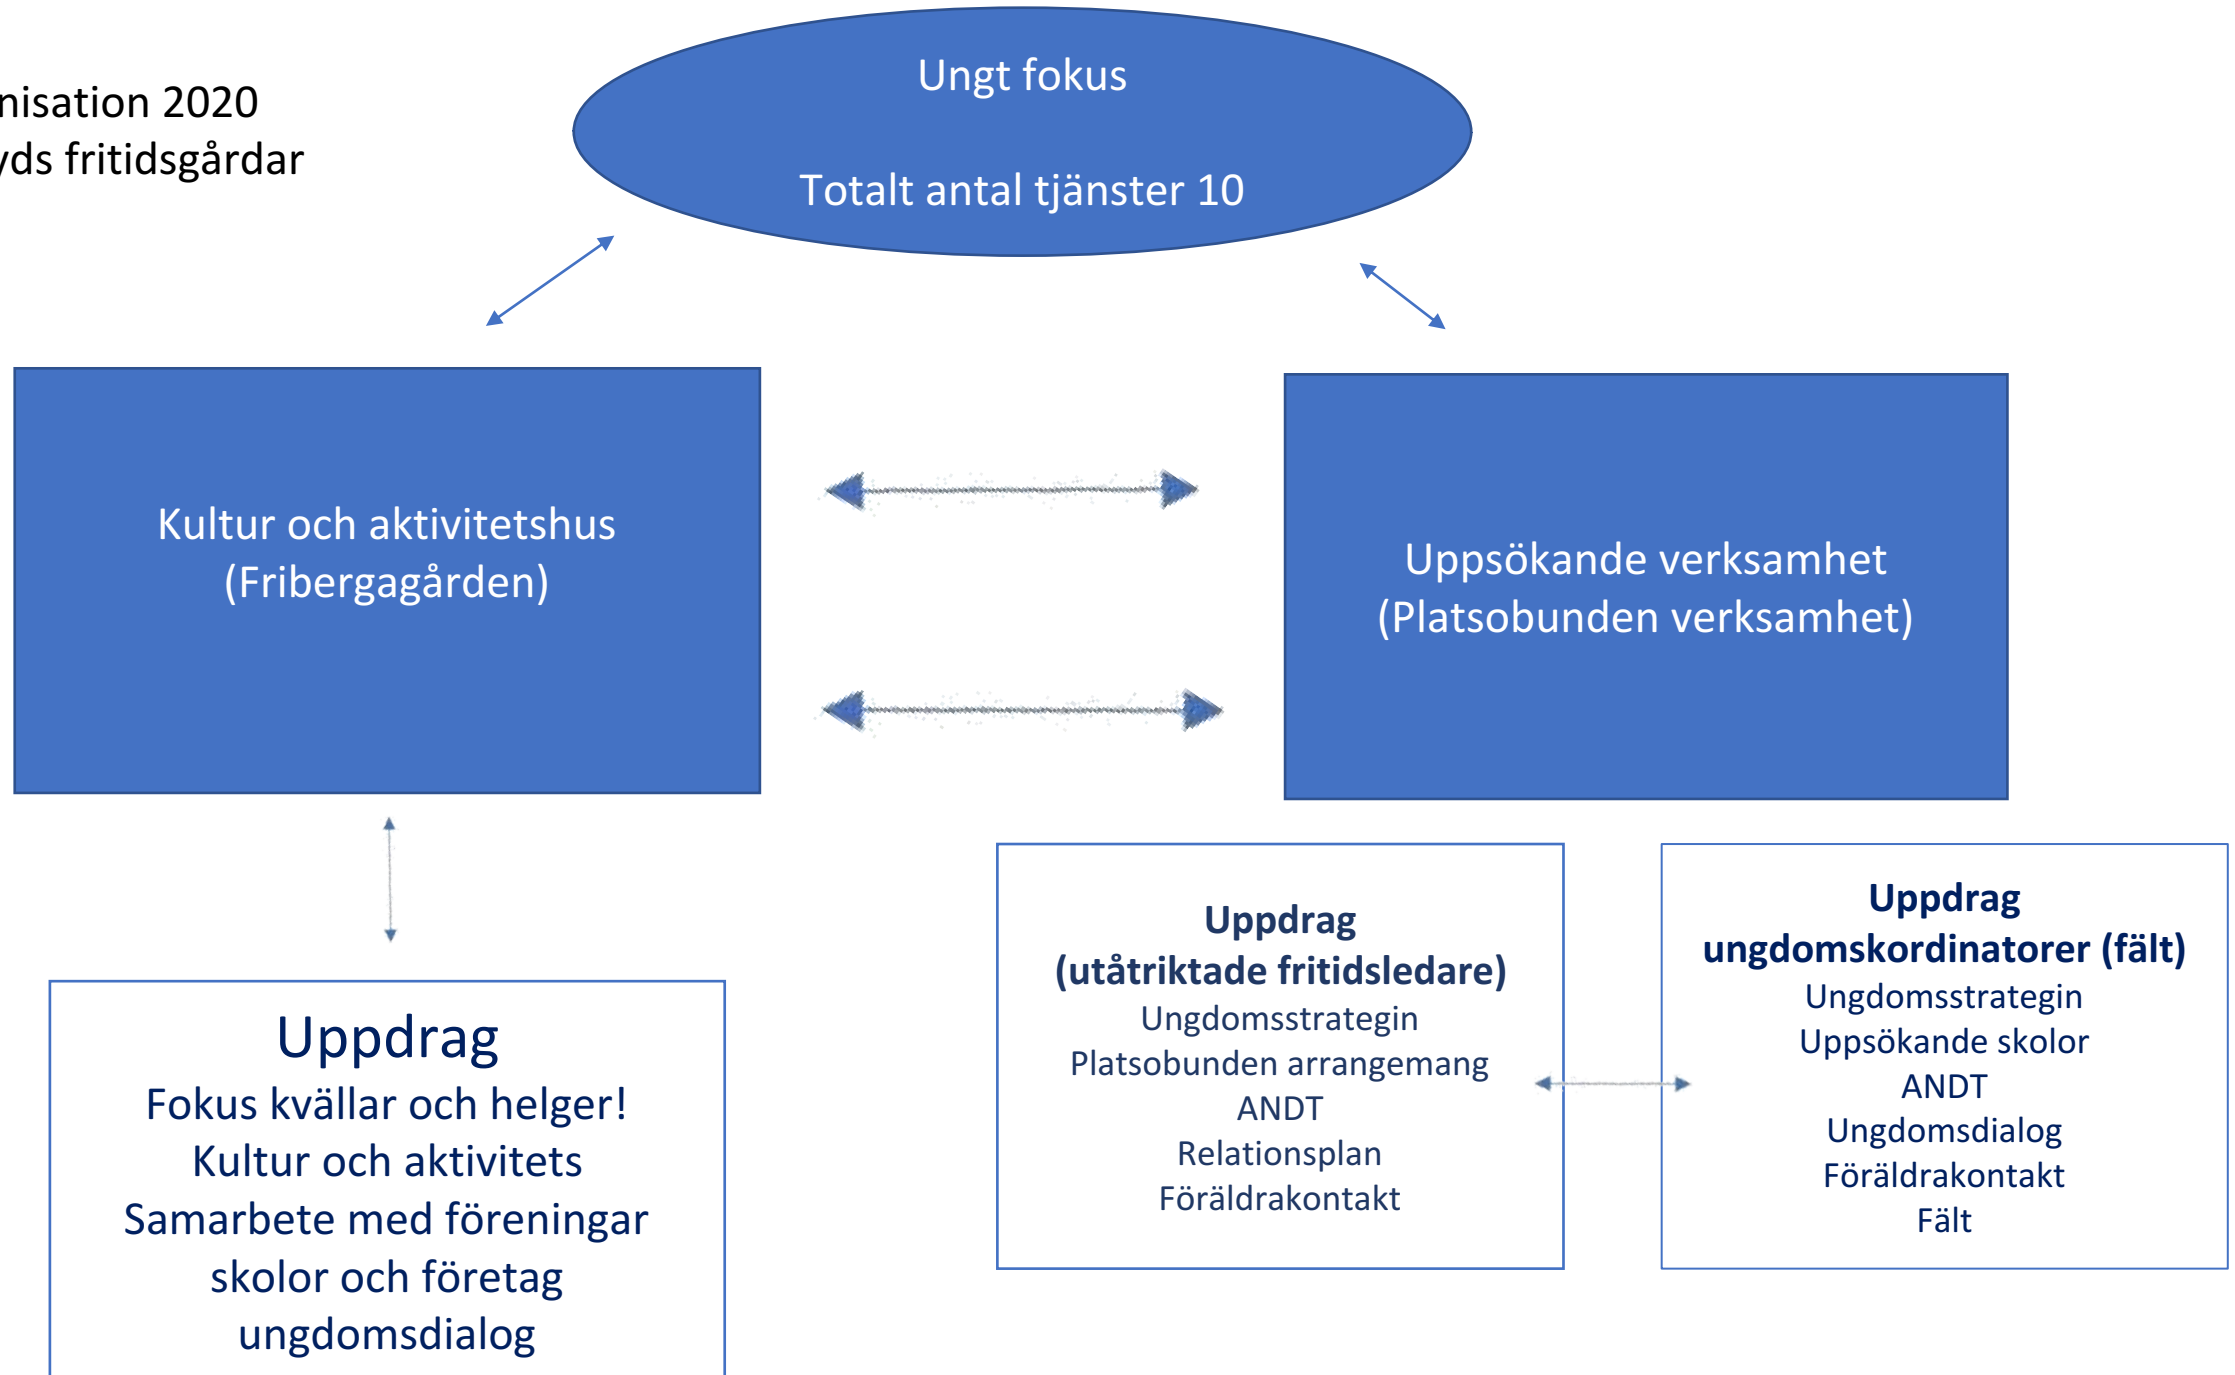 nisation 2020
yds fritidsgårdar
Ungt fokus
Totalt antal tjänster 10
Kultur och aktivitetshus
(Fribergagården)
Uppsökande verksamhet
(Platsobunden verksamhet)
Uppdrag
Fokus kvällar och helger!
Kultur och aktivitets
Samarbete med föreningar
skolor och företag
ungdomsdialog
Uppdrag
(utåtriktade fritidsledare)
Ungdomsstrategin
Platsobunden arrangemang
ANDT
Relationsplan
Föräldrakontakt
Uppdrag
ungdomskordinatorer (fält)
Ungdomsstrategin
Uppsökande skolor
ANDT
Ungdomsdialog
Föräldrakontakt
Fält